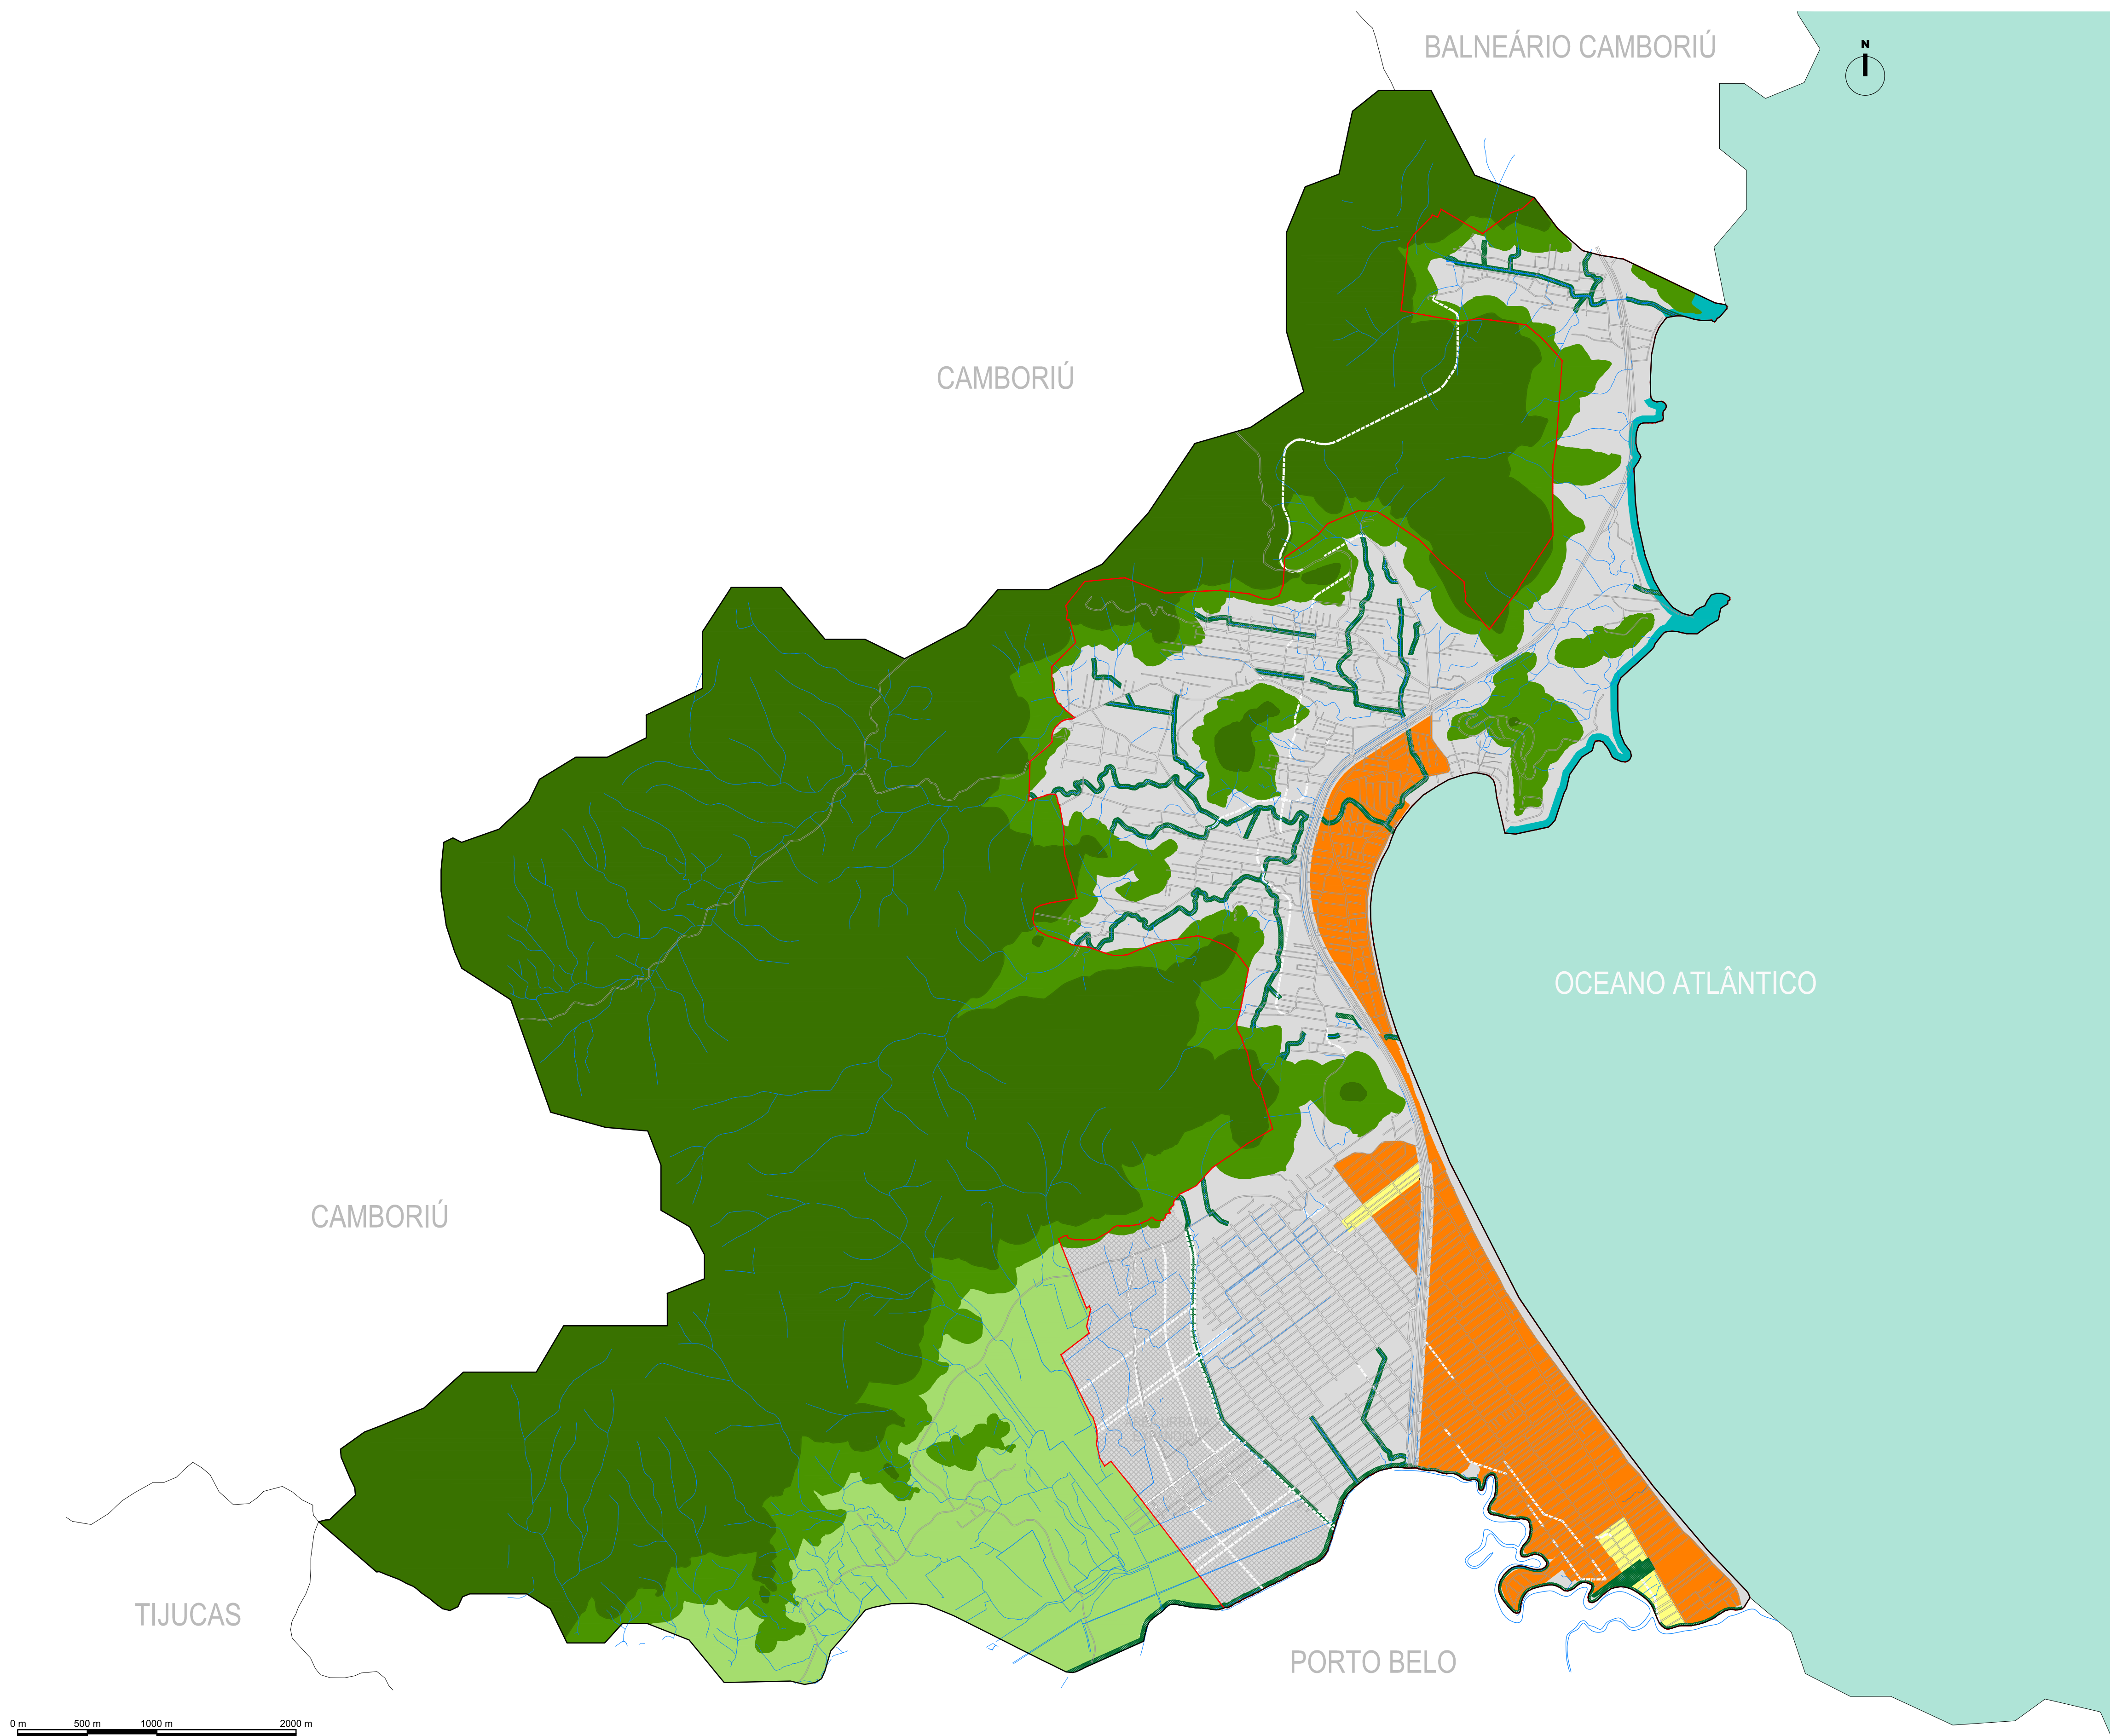 BALNEÁRIO CAMBORIÚ
N
CAMBORIÚ
OCEANO ATLÂNTICO
CAMBORIÚ
TIJUCAS
PORTO BELO
0 m 500 m 1000 m 2000 m